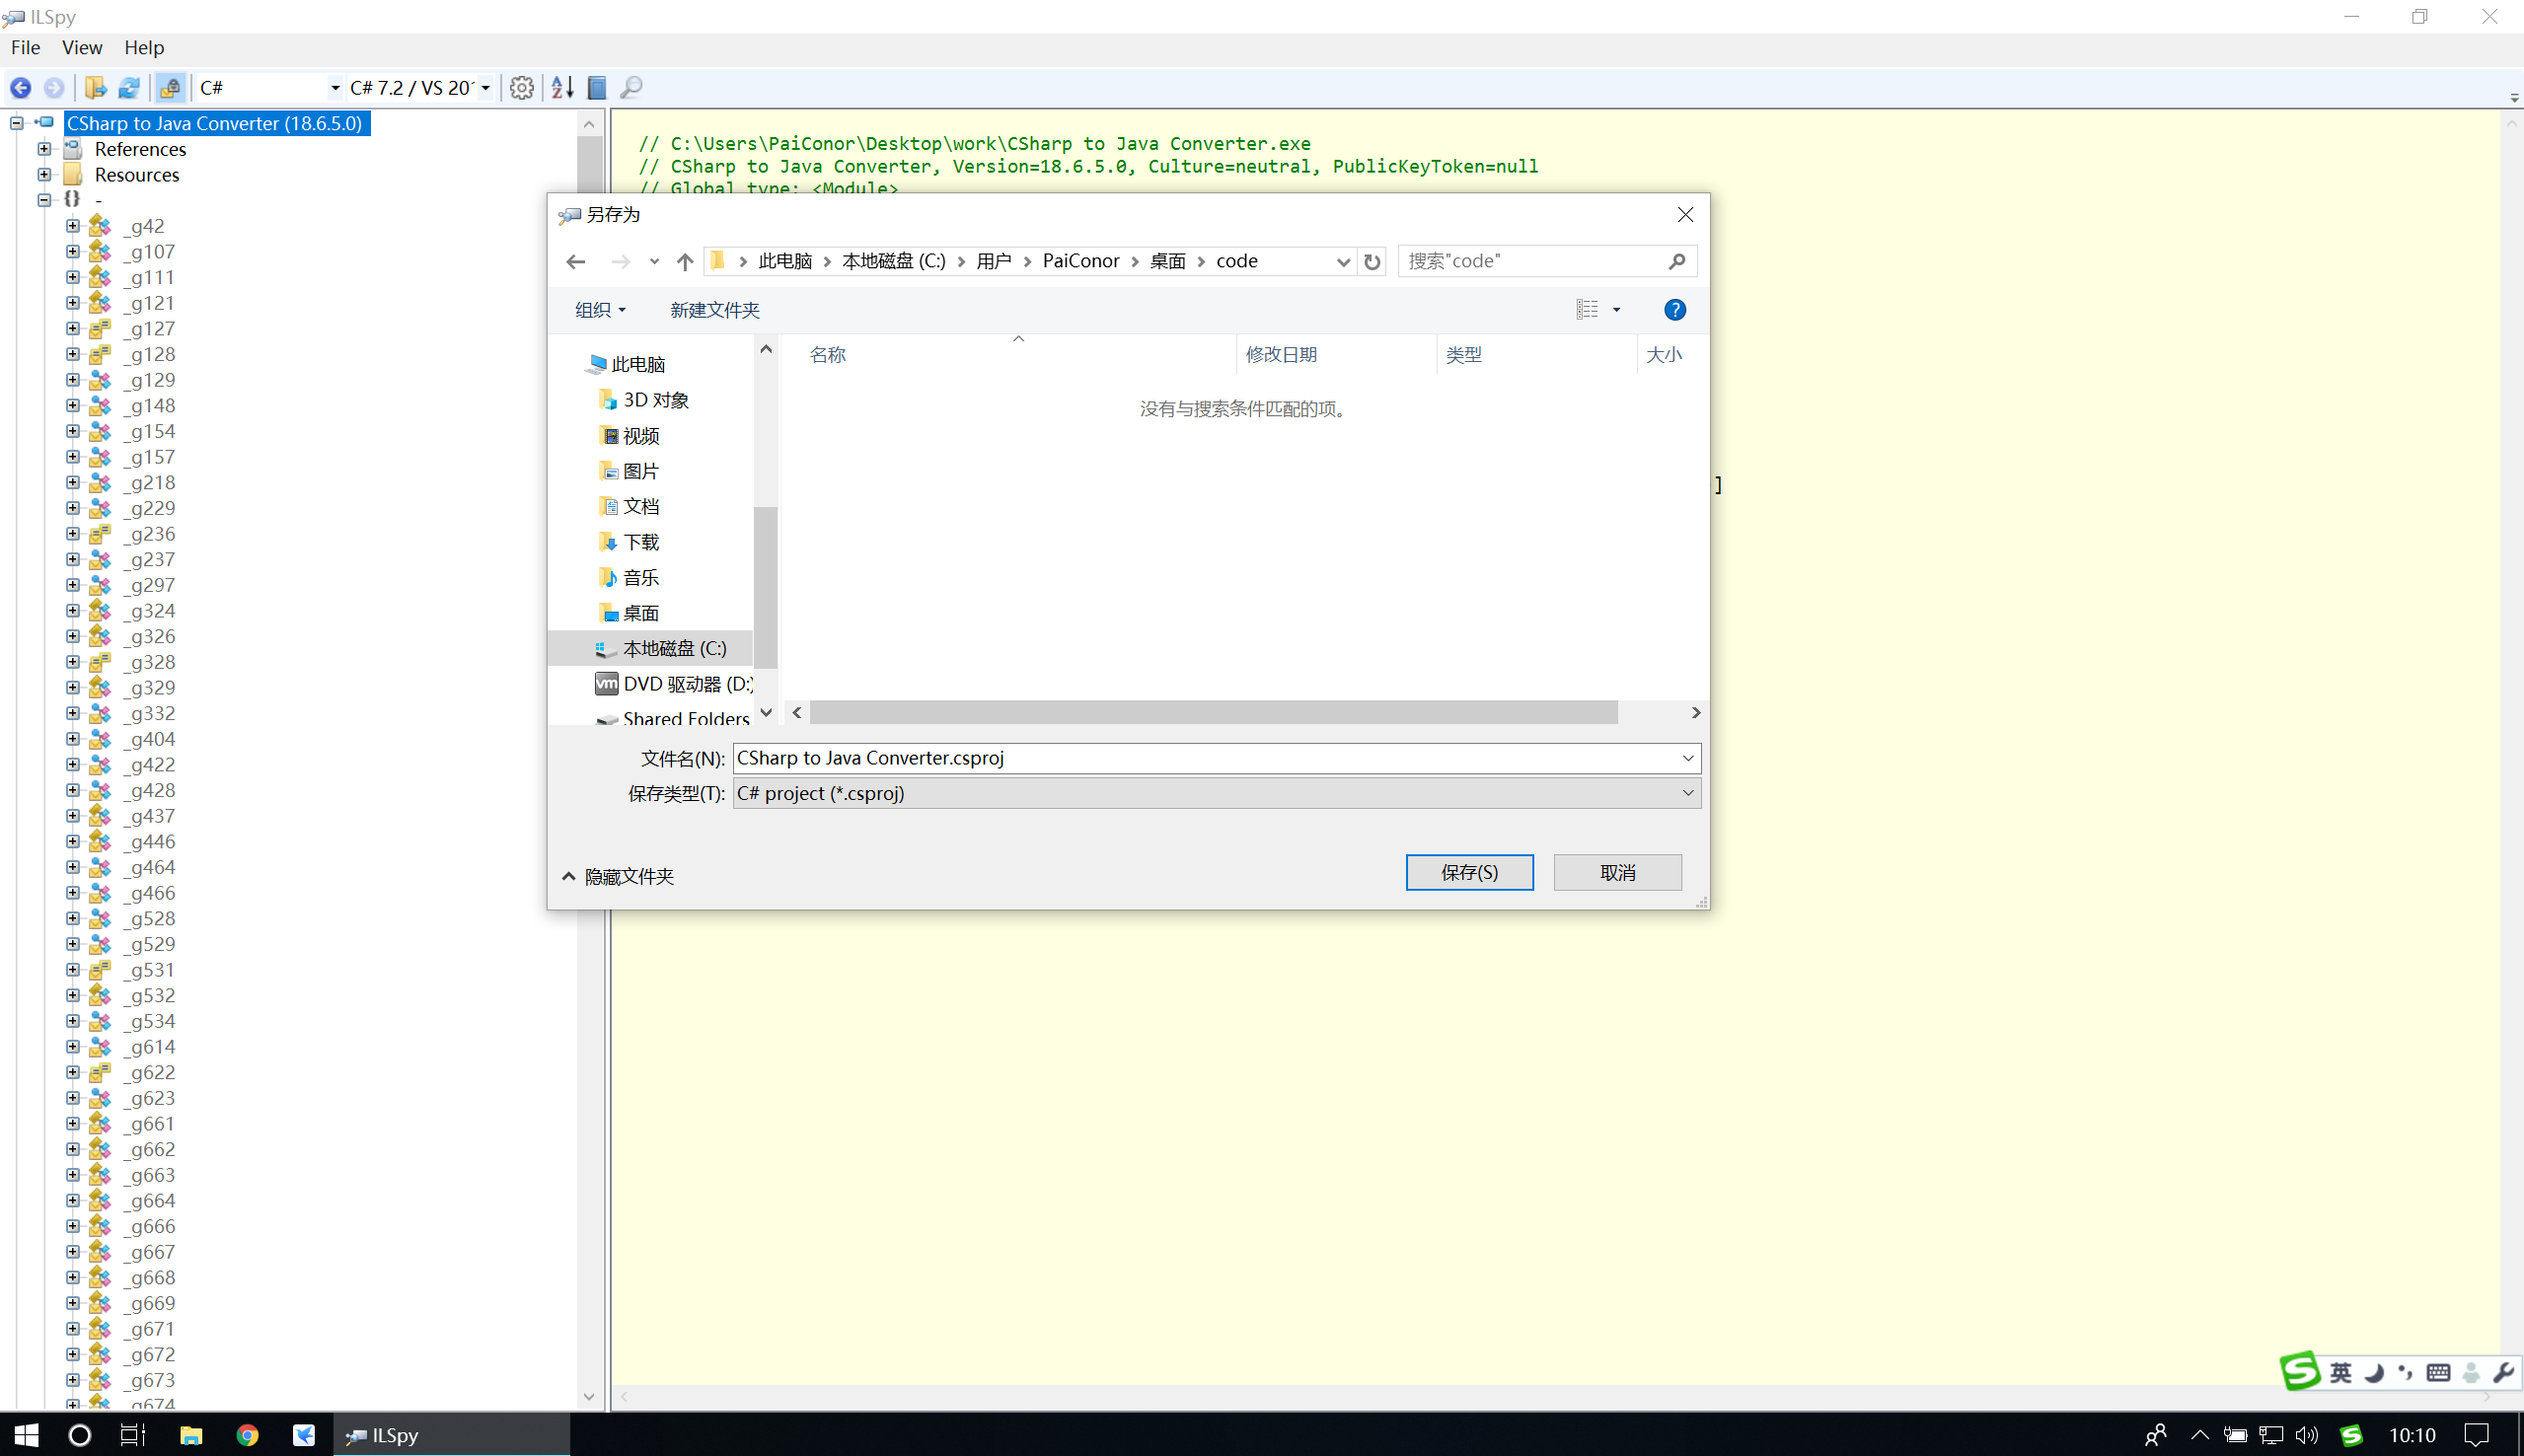 ILSpy
File View Help
C# C# 7.2 / VS 20
CSharp to Java Converter (18.6.5.0)
References
Resources
{} -
_g42
_g107
_g111
_g121
_g127
_g128
_g129
_g148
_g154
_g157
_g218
_g229
_g236
_g237
_g297
_g324
_g326
_g328
_g329
_g332
_g404
_g422
_g428
_g437
_g446
_g464
_g466
_g528
_g529
_g531
_g532
_g534
_g614
_g622
_g623
_g661
_g662
_g663
_g664
_g666
_g667
_g668
_g669
_g671
_g672
_g673
_g674
// C:\Users\PaiConor\Desktop\work\CSharp to Java Converter.exe
// CSharp to Java Converter, Version=18.6.5.0, Culture=neutral, PublicKeyToken=null
// Global type: <Module>
]
另存为
此电脑 > 本地磁盘 (C:) > 用户 > PaiConor > 桌面 > code
搜索"code"
组织 新建文件夹
名称 修改日期 类型 大小
没有与搜索条件匹配的项。
此电脑
3D 对象
视频
图片
文档
下载
音乐
桌面
本地磁盘 (C:)
vm DVD 驱动器 (D:)
Shared Folders
文件名(N): CSharp to Java Converter.csproj
保存类型(T): C# project (*.csproj)
隐藏文件夹 保存(S) 取消
英
ILSpy
10:10